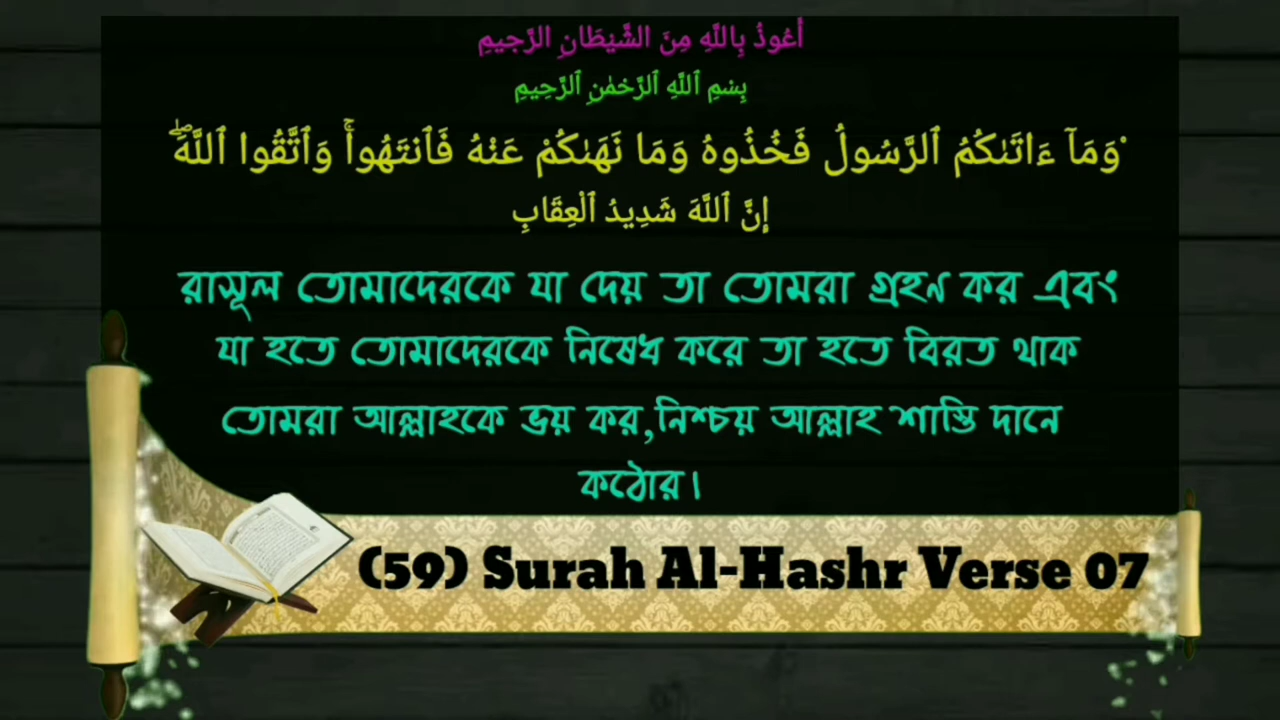 أَعُوذُ بِاللَّهِ مِنَ الشَّيْطَانِ الرَّجِيمِ
بِسْمِ ٱللَّهِ ٱلرَّحْمَٰنِ ٱلرَّحِيمِ
وَمَآ ءَاتَىٰكُمُ ٱلرَّسُولُ فَخُذُوهُ وَمَا نَهَىٰكُمْ عَنْهُ فَٱنتَهُوا۟ ۚ وَٱتَّقُوا ٱللَّهَ ۖ
إِنَّ ٱللَّهَ شَدِيدُ ٱلْعِقَابِ
রাসূল তোমাদেরকে যা দেয় তা তোমরা গ্রহণ কর এবং
যা হতে তোমাদেরকে নিষেধ করে তা হতে বিরত থাক
তোমরা আল্লাহকে ভয় কর,নিশ্চয় আল্লাহ শাস্তি দানে
কঠোর।
(59) Surah Al-Hashr Verse 07